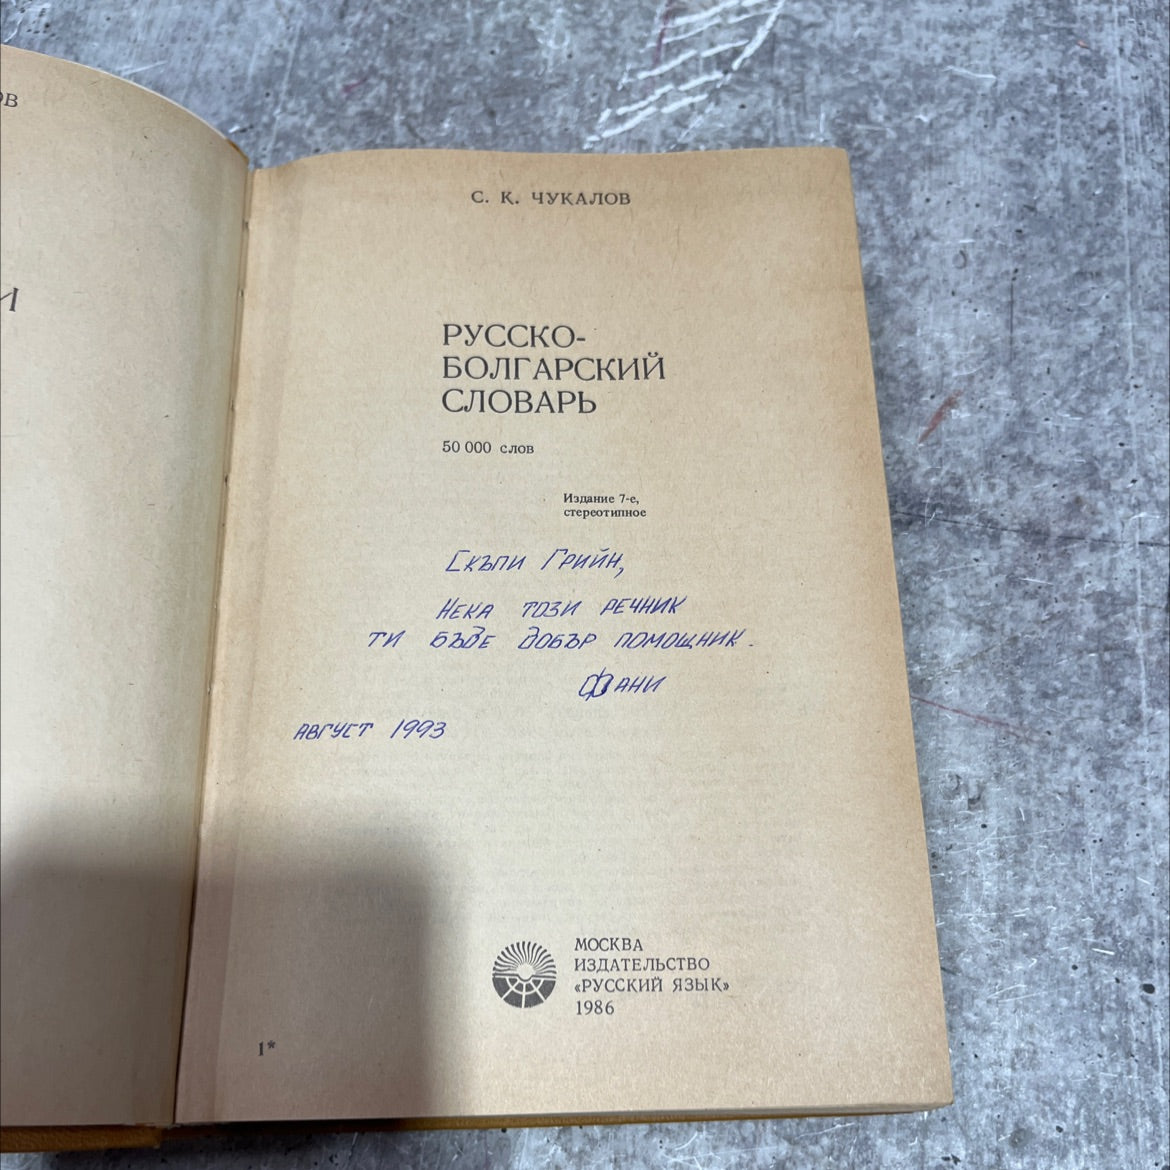 ОВ
И
С. К. ЧУКАЛОВ
РУССКО-
БОЛГАРСКИЙ
СЛОВАРЬ
50 000 слов
Издание 7-е,
стереотипное
Скъпи Грийн,
НЕКА ТОЗИ РЕЧНИК
ТИ БЪДЕ ДОБЪР ПОМОЩНИК.
ФАНИ
АВГУСТ 1993
МОСКВА
ИЗДАТЕЛЬСТВО
«РУССКИЙ ЯЗЫК»
1986
1*